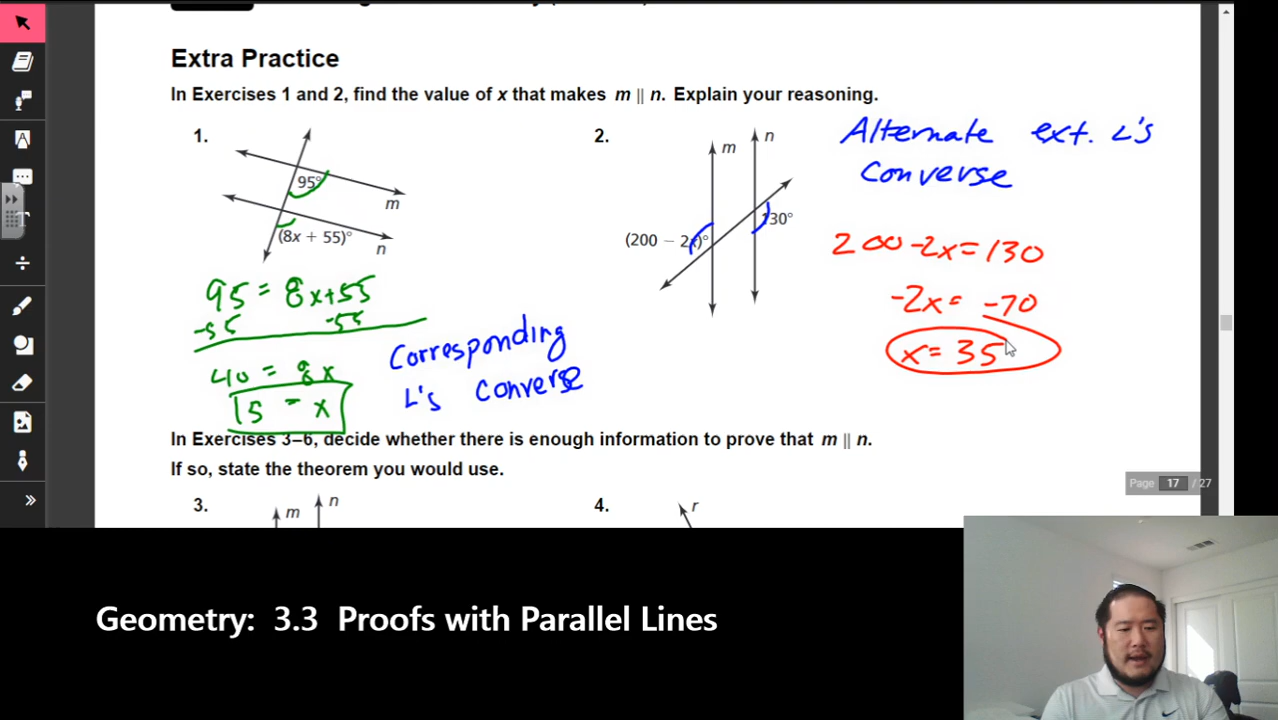 Extra Practice
In Exercises 1 and 2, find the value of x that makes m || n. Explain your reasoning.
1.
95°
m
(8x + 55)°
n
95 = 8x+55
-55 -55
40 = 8x
5 = x
Corresponding
∠'s Converse
2.
m
n
(200 − 2x)°
130°
Alternate ext. ∠'s
Converse
200 -2x = 130
-2x = -70
x = 35
In Exercises 3–6, decide whether there is enough information to prove that m || n.
If so, state the theorem you would use.
3.
m
n
4.
r
Page 17 / 27
Geometry: 3.3 Proofs with Parallel Lines